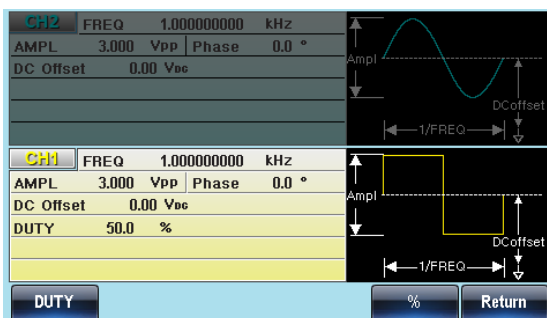 CH2 FREQ 1.000000000 kHz
AMPL 3.000 Vpp Phase 0.0 °
DC Offset 0.00 VDC
Ampl
DCoffset
1/FREQ
CH1 FREQ 1.000000000 kHz
AMPL 3.000 Vpp Phase 0.0 °
DC Offset 0.00 VDC
DUTY 50.0 %
Ampl
DCoffset
1/FREQ
DUTY % Return